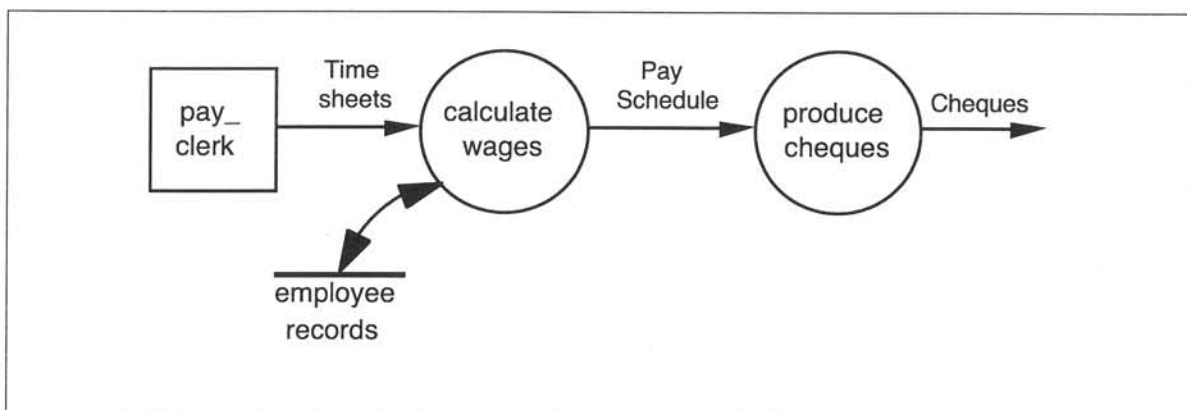 pay_
clerk
Time
sheets
calculate
wages
Pay
Schedule
produce
cheques
Cheques
employee
records